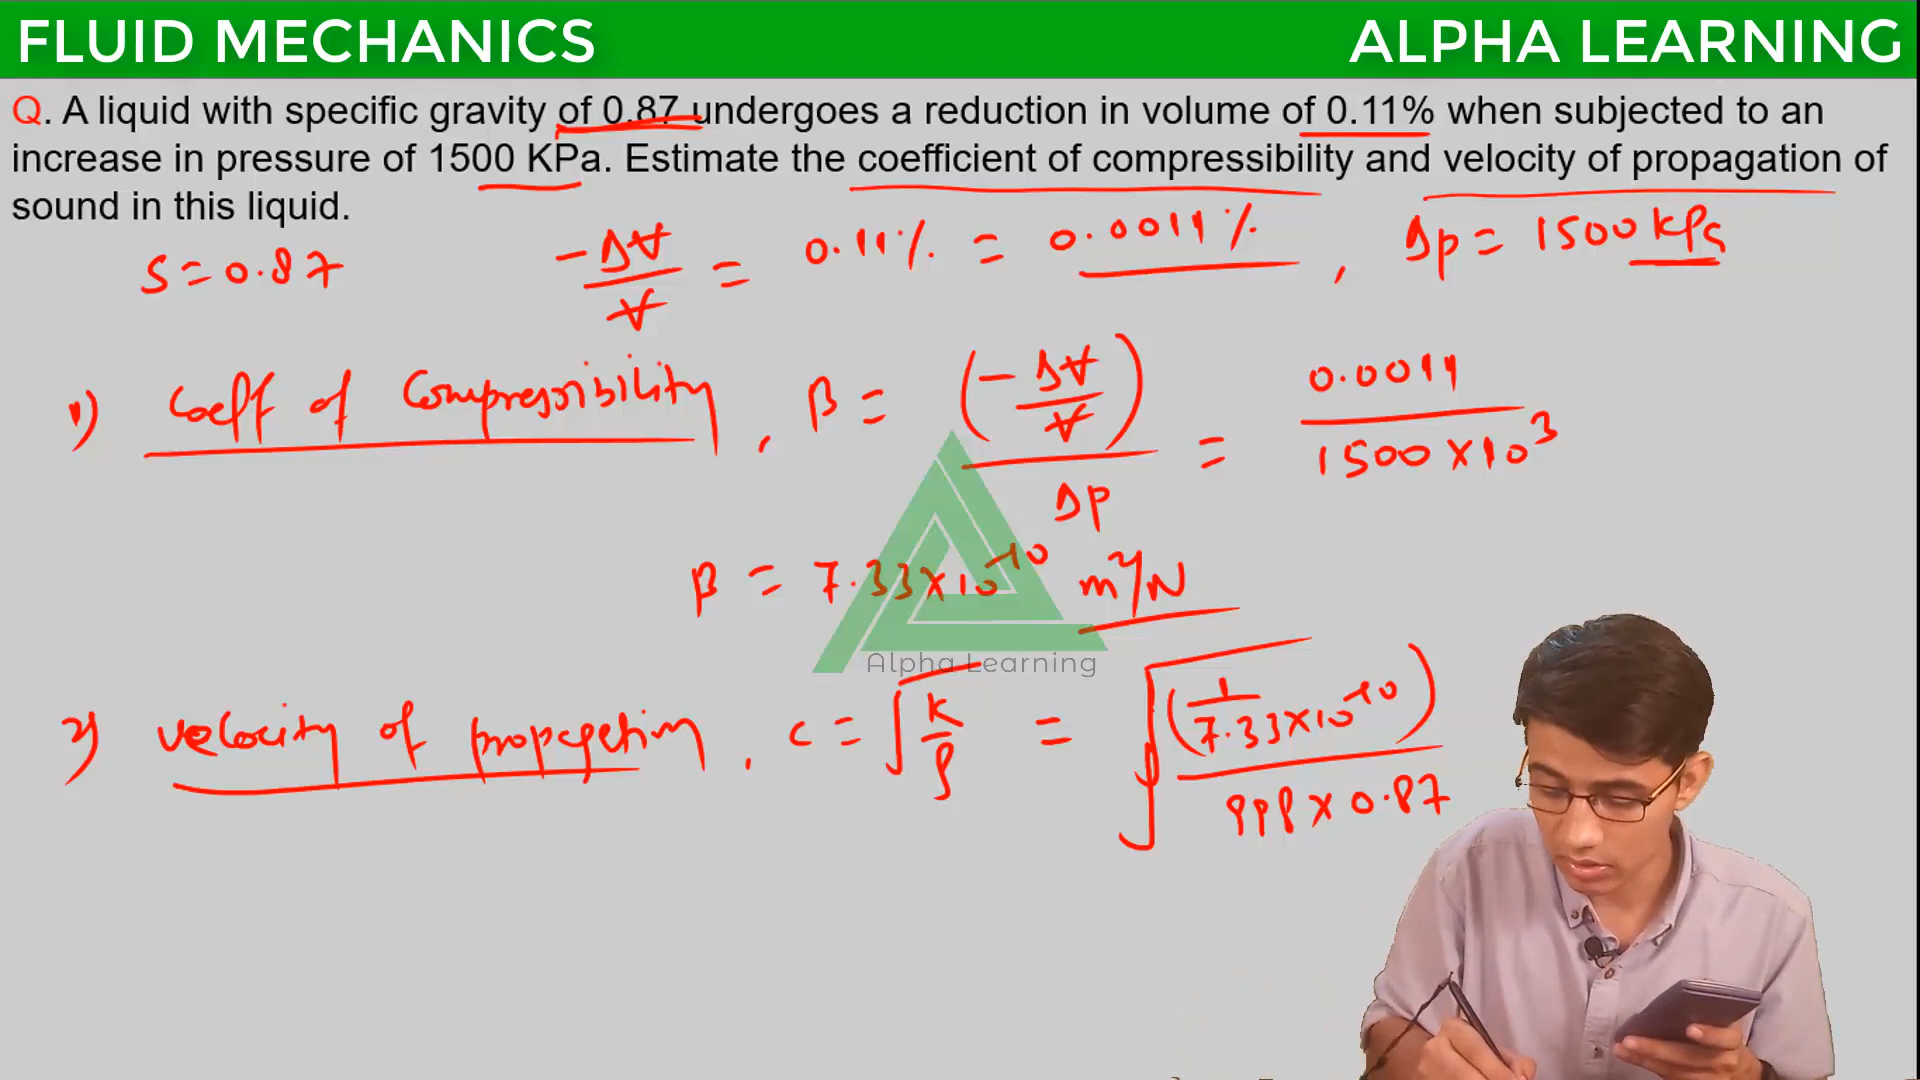 FLUID MECHANICS ALPHA LEARNING
Q. A liquid with specific gravity of 0.87 undergoes a reduction in volume of 0.11% when subjected to an
increase in pressure of 1500 KPa. Estimate the coefficient of compressibility and velocity of propagation of
sound in this liquid.
S = 0.87 -ΔV/V = 0.11% = 0.0011%, Δp = 1500 kPa
1) Coeff of Compressibility, β = (-ΔV/V)/Δp = 0.0011/1500×10³
β = 7.33×10⁻¹⁰ m²/N
Alpha Learning
2) velocity of propagation, c = √(k/ρ) = √((1/7.33×10⁻¹⁰)/998×0.87)